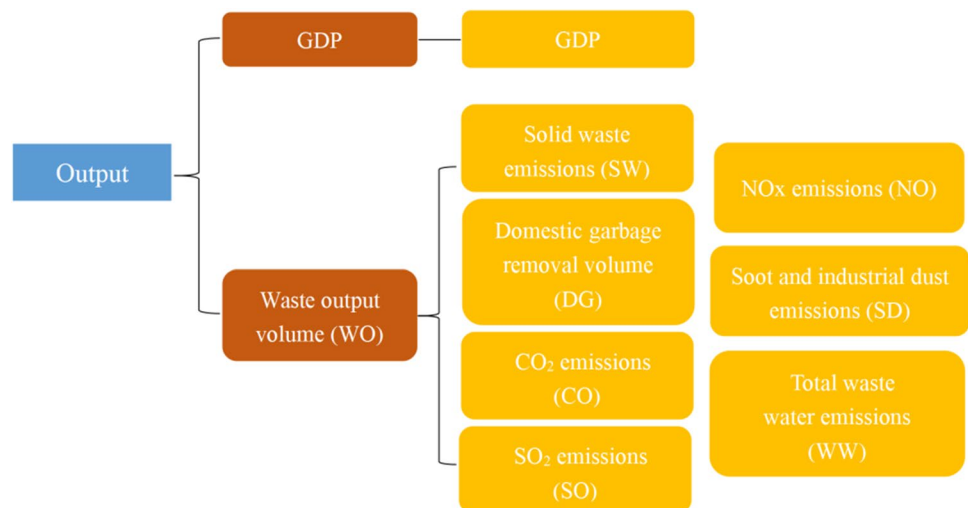 GDP
GDP
Output
Waste output
volume (WO)
Solid waste
emissions (SW)
Domestic garbage
removal volume
(DG)
CO₂ emissions
(CO)
SO₂ emissions
(SO)
NOx emissions (NO)
Soot and industrial dust
emissions (SD)
Total waste
water emissions
(WW)